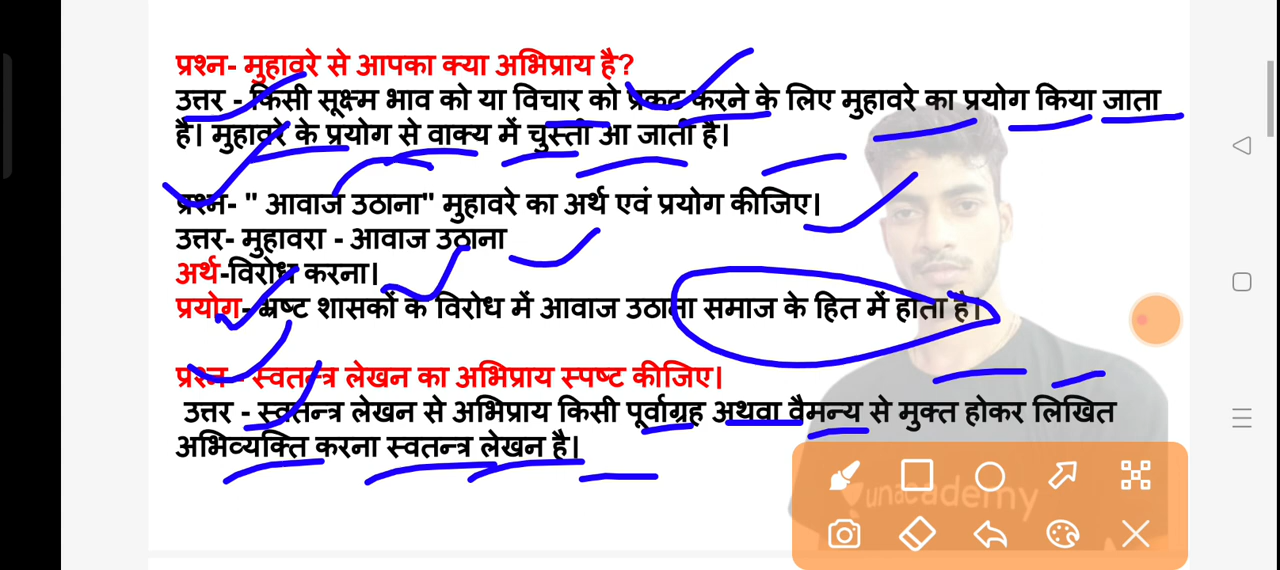 प्रश्न- मुहावरे से आपका क्या अभिप्राय है?
उत्तर - किसी सूक्ष्म भाव को या विचार को प्रकट करने के लिए मुहावरे का प्रयोग किया जाता
है। मुहावरे के प्रयोग से वाक्य में चुस्ती आ जाती है।
प्रश्न- " आवाज उठाना" मुहावरे का अर्थ एवं प्रयोग कीजिए।
उत्तर- मुहावरा - आवाज उठाना
अर्थ-विरोध करना।
प्रयोग- भ्रष्ट शासकों के विरोध में आवाज उठाना समाज के हित में होता है।
प्रश्न - स्वतन्त्र लेखन का अभिप्राय स्पष्ट कीजिए।
उत्तर - स्वतन्त्र लेखन से अभिप्राय किसी पूर्वाग्रह अथवा वैमन्य से मुक्त होकर लिखित
अभिव्यक्ति करना स्वतन्त्र लेखन है।
unacademy